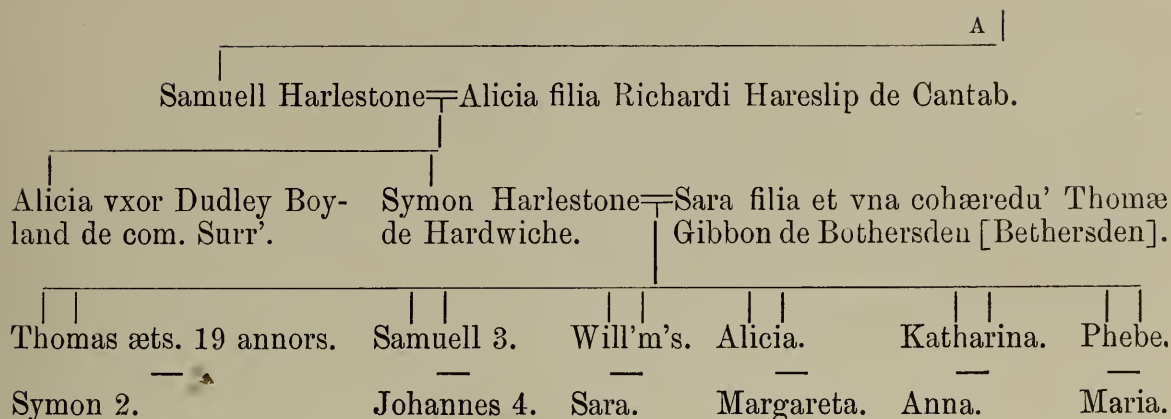 A
Samuell Harlestone=Alicia filia Richardi Hareslip de Cantab.
Alicia vxor Dudley Boy-
land de com. Surr'.
Symon Harlestone=Sara filia et vna cohæredu' Thomæ
de Hardwiche. Gibbon de Bothersden [Bethersden].
Thomas æts. 19 annors. Samuell 3. Will'm's. Alicia. Katharina. Phebe.
Symon 2. Johannes 4. Sara. Margareta. Anna. Maria.